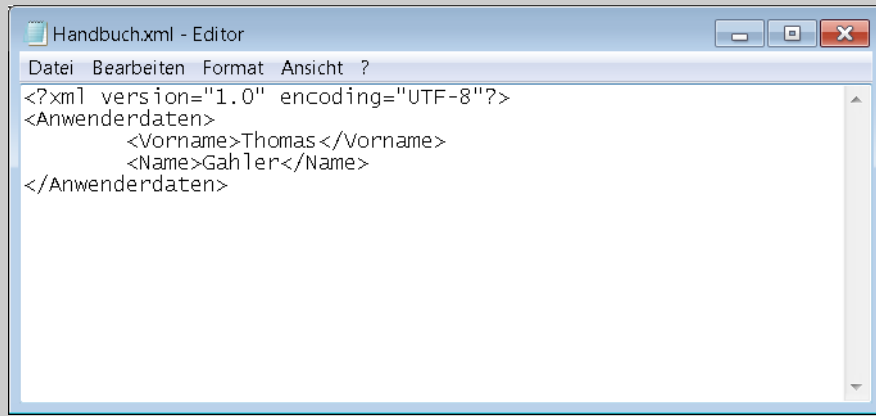 Handbuch.xml - Editor
Datei Bearbeiten Format Ansicht ?
<?xml version="1.0" encoding="UTF-8"?>
<Anwenderdaten>
<Vorname>Thomas</Vorname>
<Name>Gahler</Name>
</Anwenderdaten>